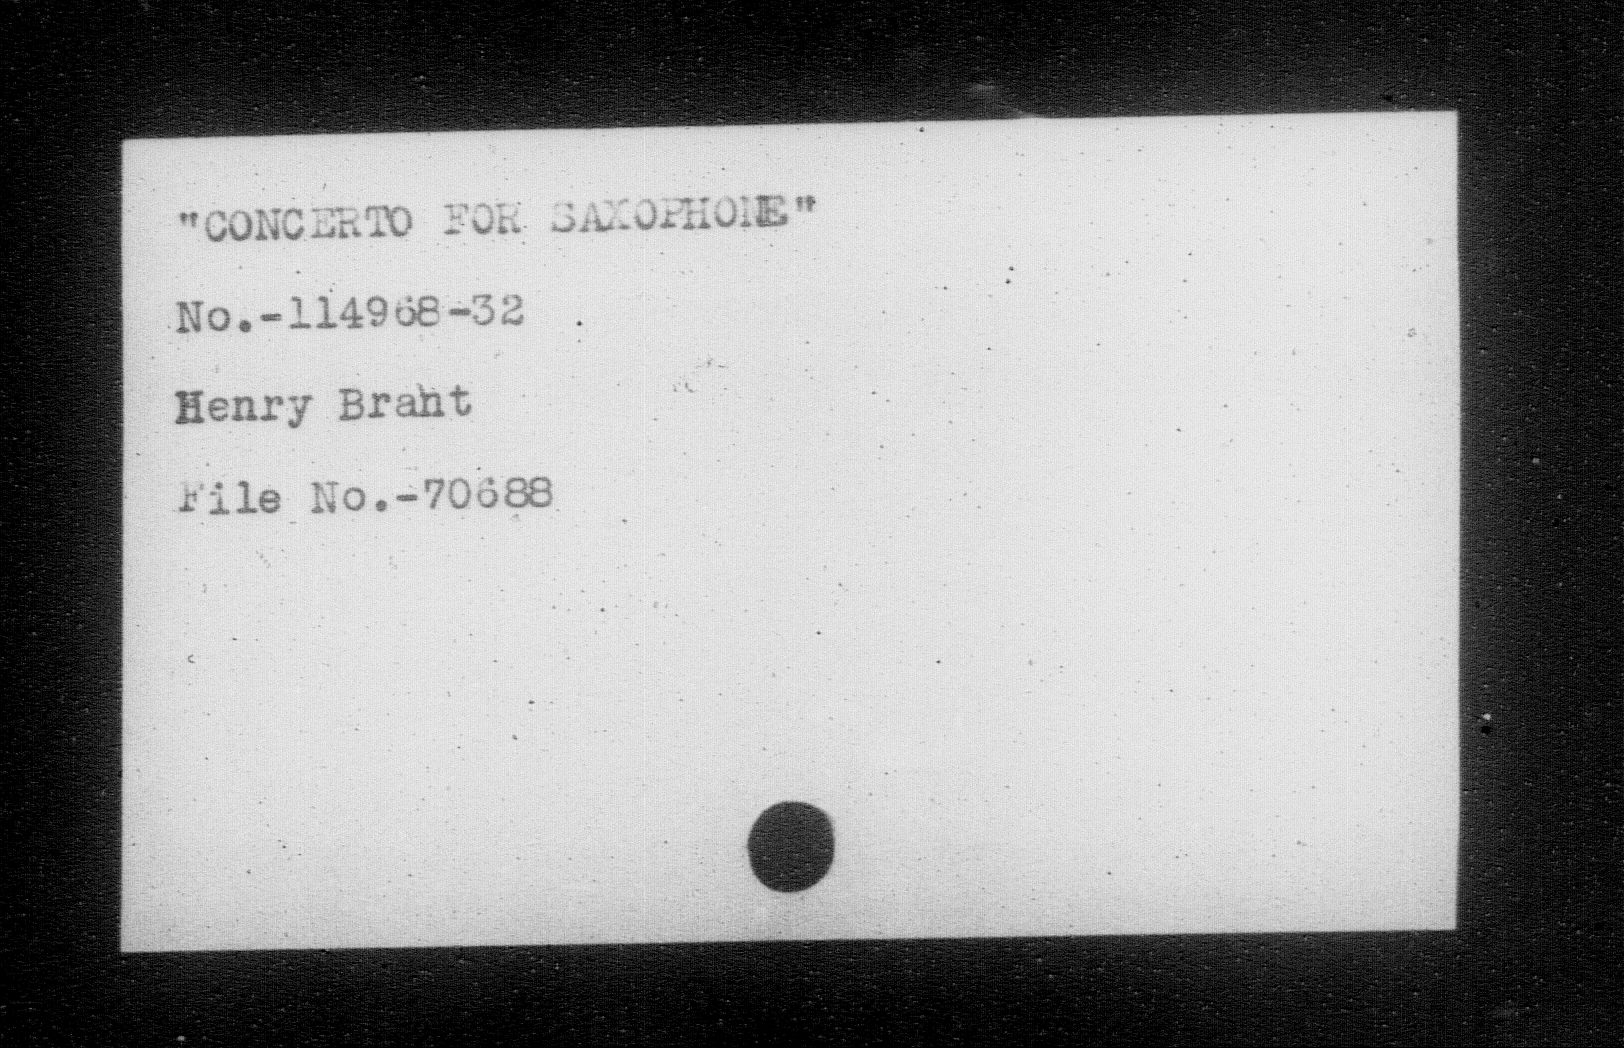 "CONCERTO FOR SAXOPHONE"
No.-114968-32
Henry Braht
File No.-70688